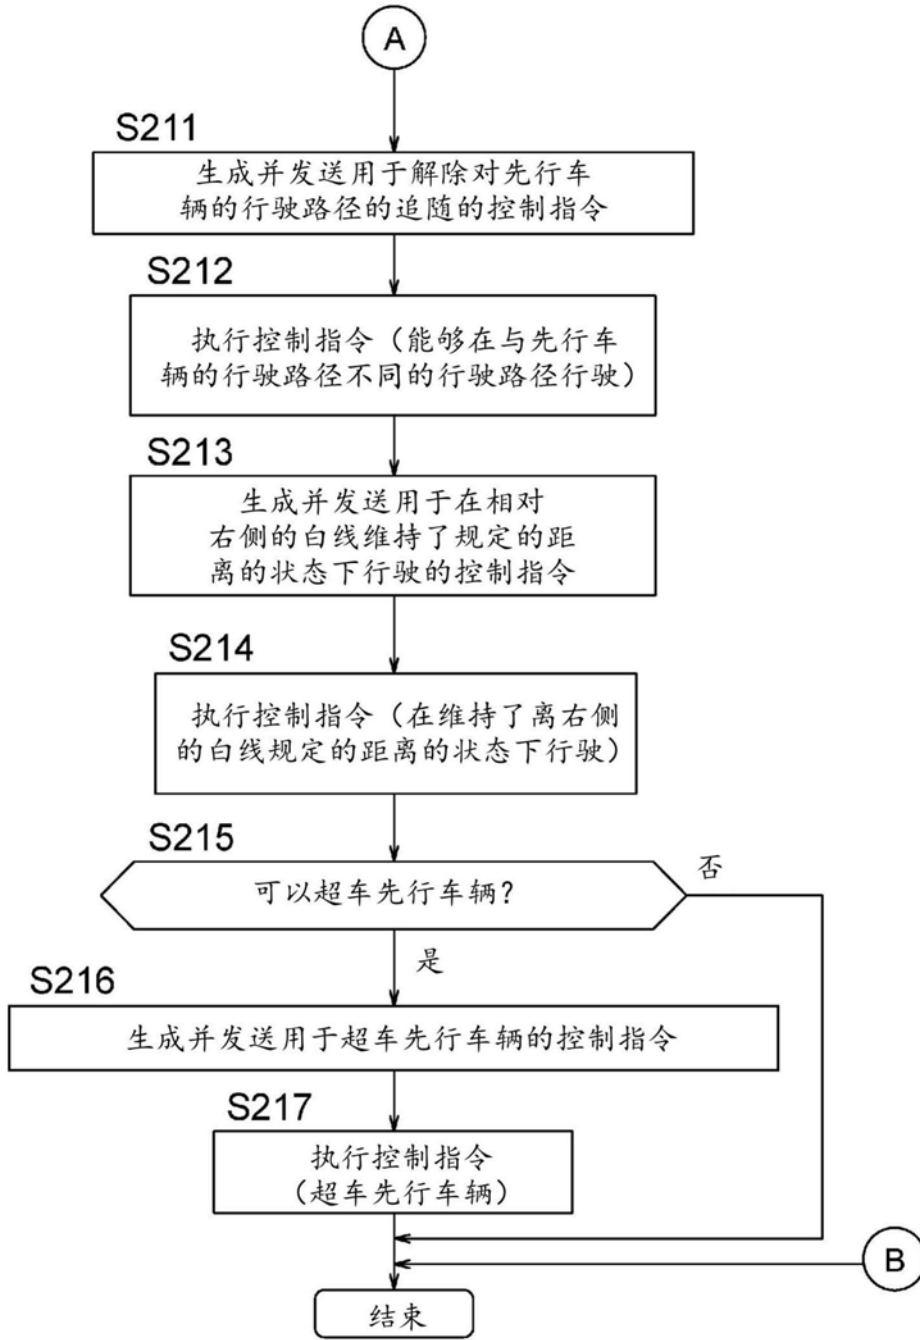 A
S211
生成并发送用于解除对先行车
辆的行驶路径的追随的控制指令
S212
执行控制指令（能够在与先行车
辆的行驶路径不同的行驶路径行驶）
S213
生成并发送用于在相对
右侧的白线维持了规定的距
离的状态下行驶的控制指令
S214
执行控制指令（在维持了离右侧
的白线规定的距离的状态下行驶）
S215
可以超车先行车辆?
否
是
S216
生成并发送用于超车先行车辆的控制指令
S217
执行控制指令
（超车先行车辆）
B
结束